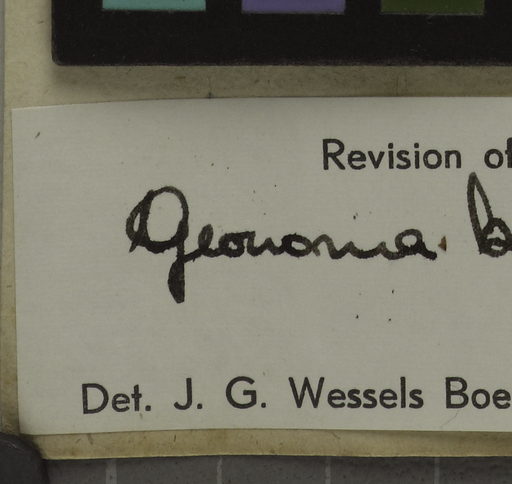 Revision of
Geonoma. b
Det. J. G. Wessels Boe